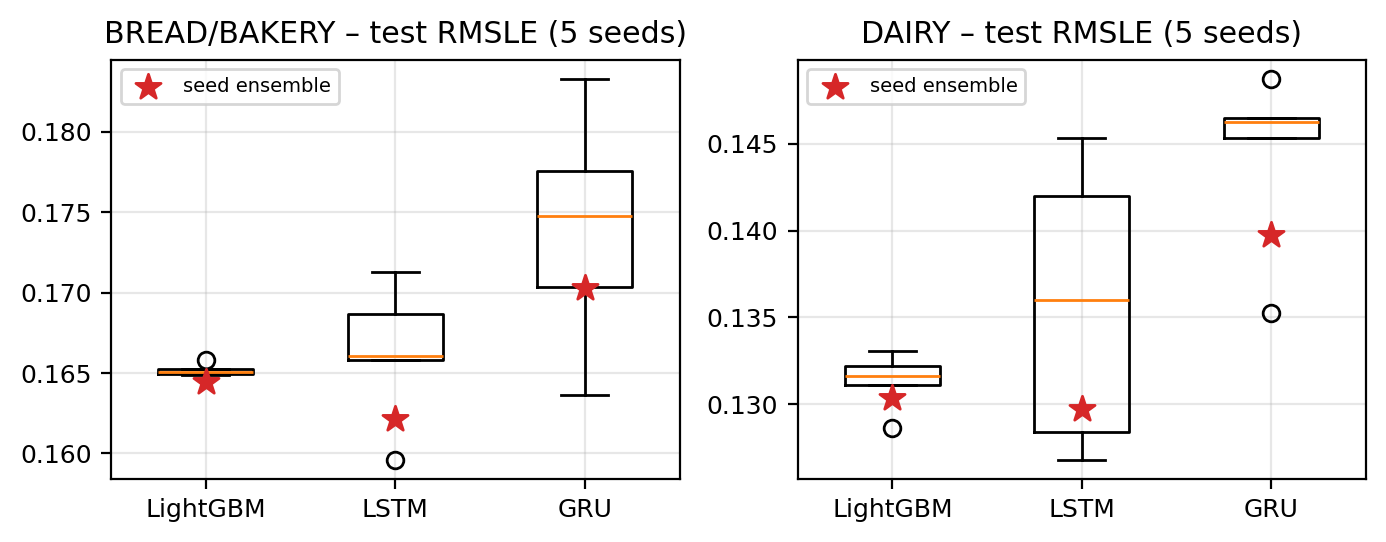 BREAD/BAKERY – test RMSLE (5 seeds)
seed ensemble
0.180
0.175
0.170
0.165
0.160
LightGBM
LSTM
GRU
DAIRY – test RMSLE (5 seeds)
seed ensemble
0.145
0.140
0.135
0.130
LightGBM
LSTM
GRU